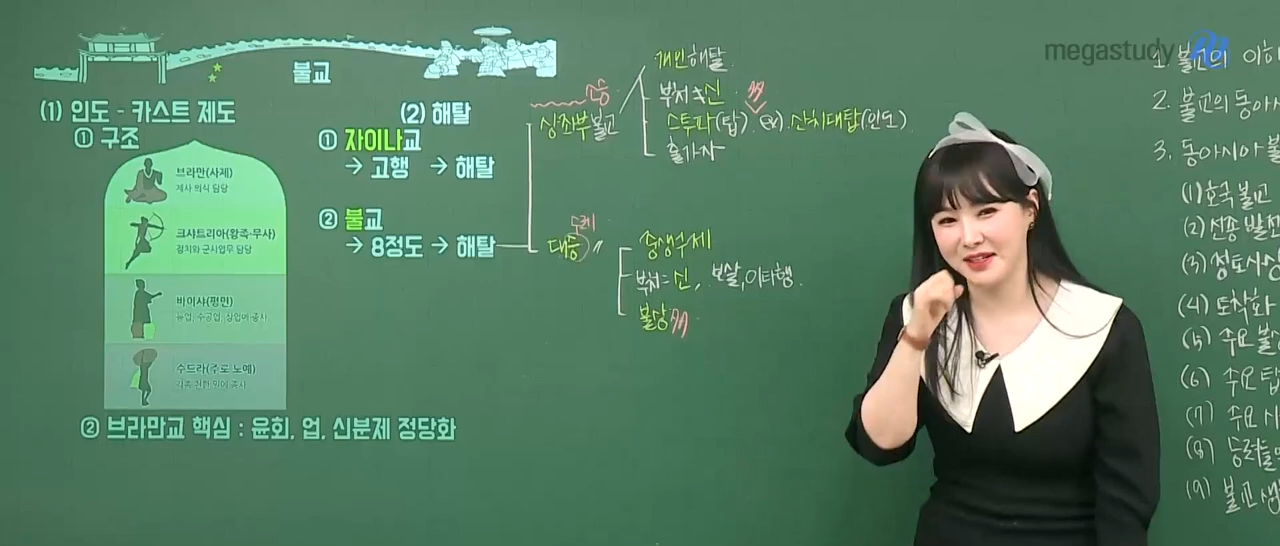 megastudy
불교
(1) 인도 - 카스트 제도
① 구조
브라만(사제)
제사 의식 담당
크샤트리아(왕족·무사)
정치와 군사업무 담당
바이샤(평민)
농업, 수공업, 상업에 종사
수드라(주로 노예)
각종 천한 일에 종사
② 브라만교 핵심 : 윤회, 업, 신분제 정당화
(2) 해탈
① 자이나교
→ 고행 → 해탈
② 불교
→ 8정도 → 해탈
상좌부불교
개인해탈
부처≠신
스투파(탑) ex). 산치대탑(인도)
출가자
대승 〃
중생구제
부처=신, 보살, 이타행
불상
1. 불교의 이해
2. 불교의 동아시
3. 동아시아 불
(1) 호국불교
(2) 선종 발전
(3) 정토사상
(4) 토착화
(5) 주요 불상
(6) 주요 탑
(7) 주요 사
(8) 승려들의
(9) 불교 생